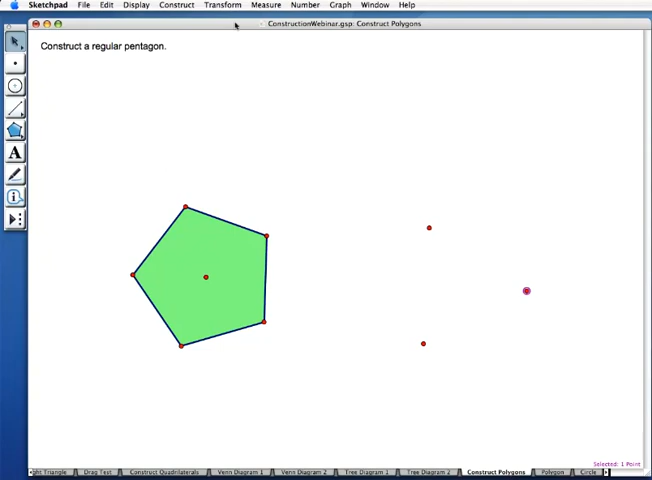 Sketchpad File Edit Display Construct Transform Measure Number Graph Window Help
ConstructionWebinar.gsp: Construct Polygons
Construct a regular pentagon.
A
i
Selected: 1 Point
ght Triangle Drag Test Construct Quadrilaterals Venn Diagram 1 Venn Diagram 2 Tree Diagram 1 Tree Diagram 2 Construct Polygons Polygon Circle